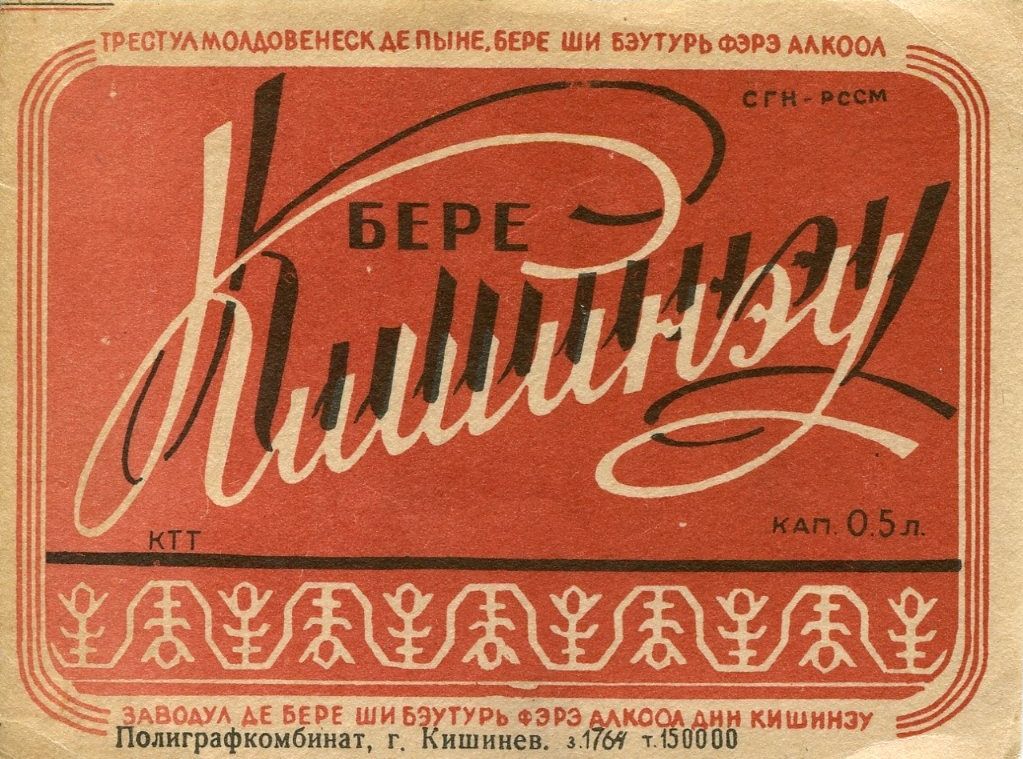 ТРЕСТУЛ МОЛДОВЕНЕСК ДЕ ПЫНЕ, БЕРЕ ШИ БЭУТУРЬ ФЭРЭ АЛКООЛ
СГН-РССМ
БЕРЕ
Кишинэу
КТТ
КАП. 0.5 л.
ЗАВОДУЛ ДЕ БЕРЕ ШИ БЭУТУРЬ ФЭРЭ АЛКООЛ ДИН КИШИНЭУ
Полиграфкомбинат, г. Кишинев. з.1764 т.150000